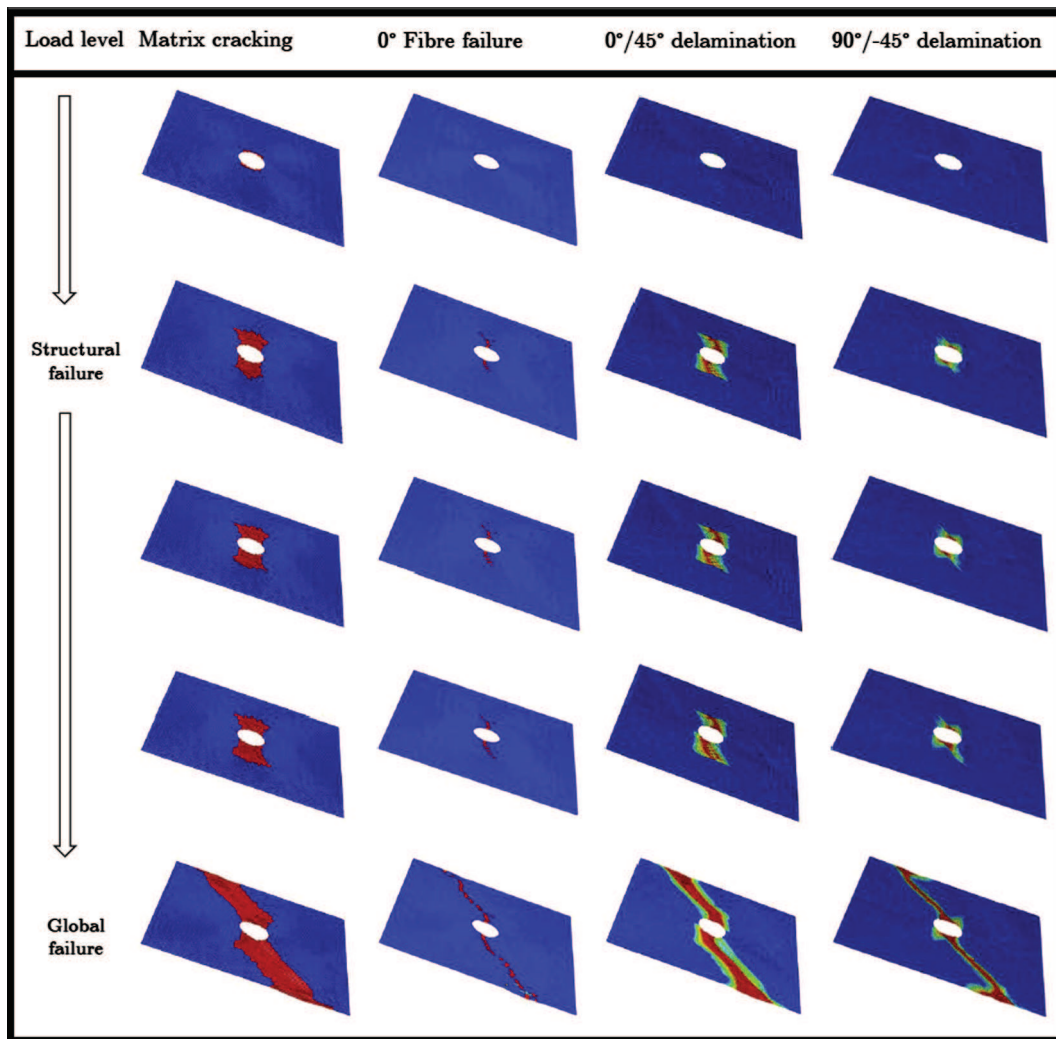 Load level Matrix cracking 0° Fibre failure 0°/45° delamination 90°/-45° delamination
Structural
failure
Global
failure